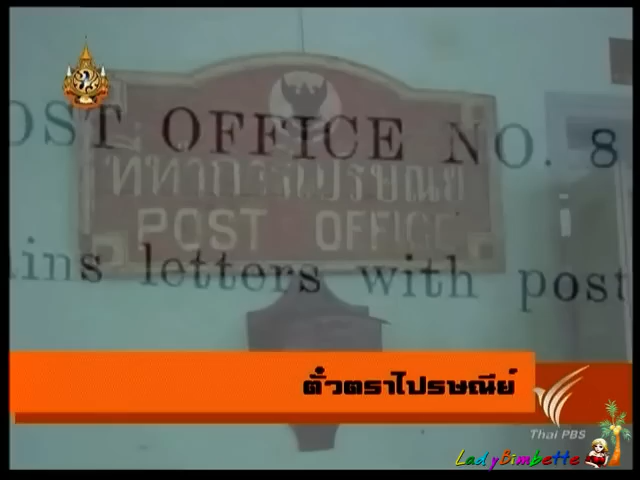 OST OFFICE NO. 8
ที่ทำการไปรษณีย์
POST OFFICE
ins letters with post
ตั๋วตราไปรษณีย์
Thai PBS
LadyBimbette